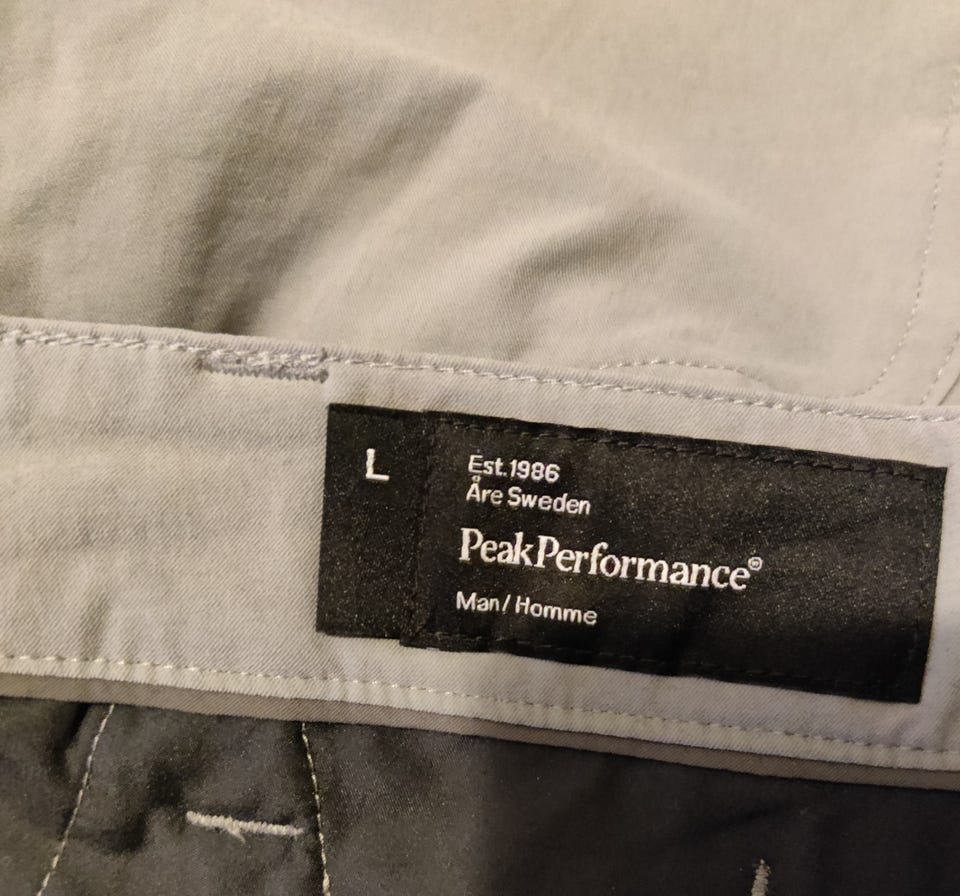 L
Est.1986
Åre Sweden
PeakPerformance®
Man/Homme